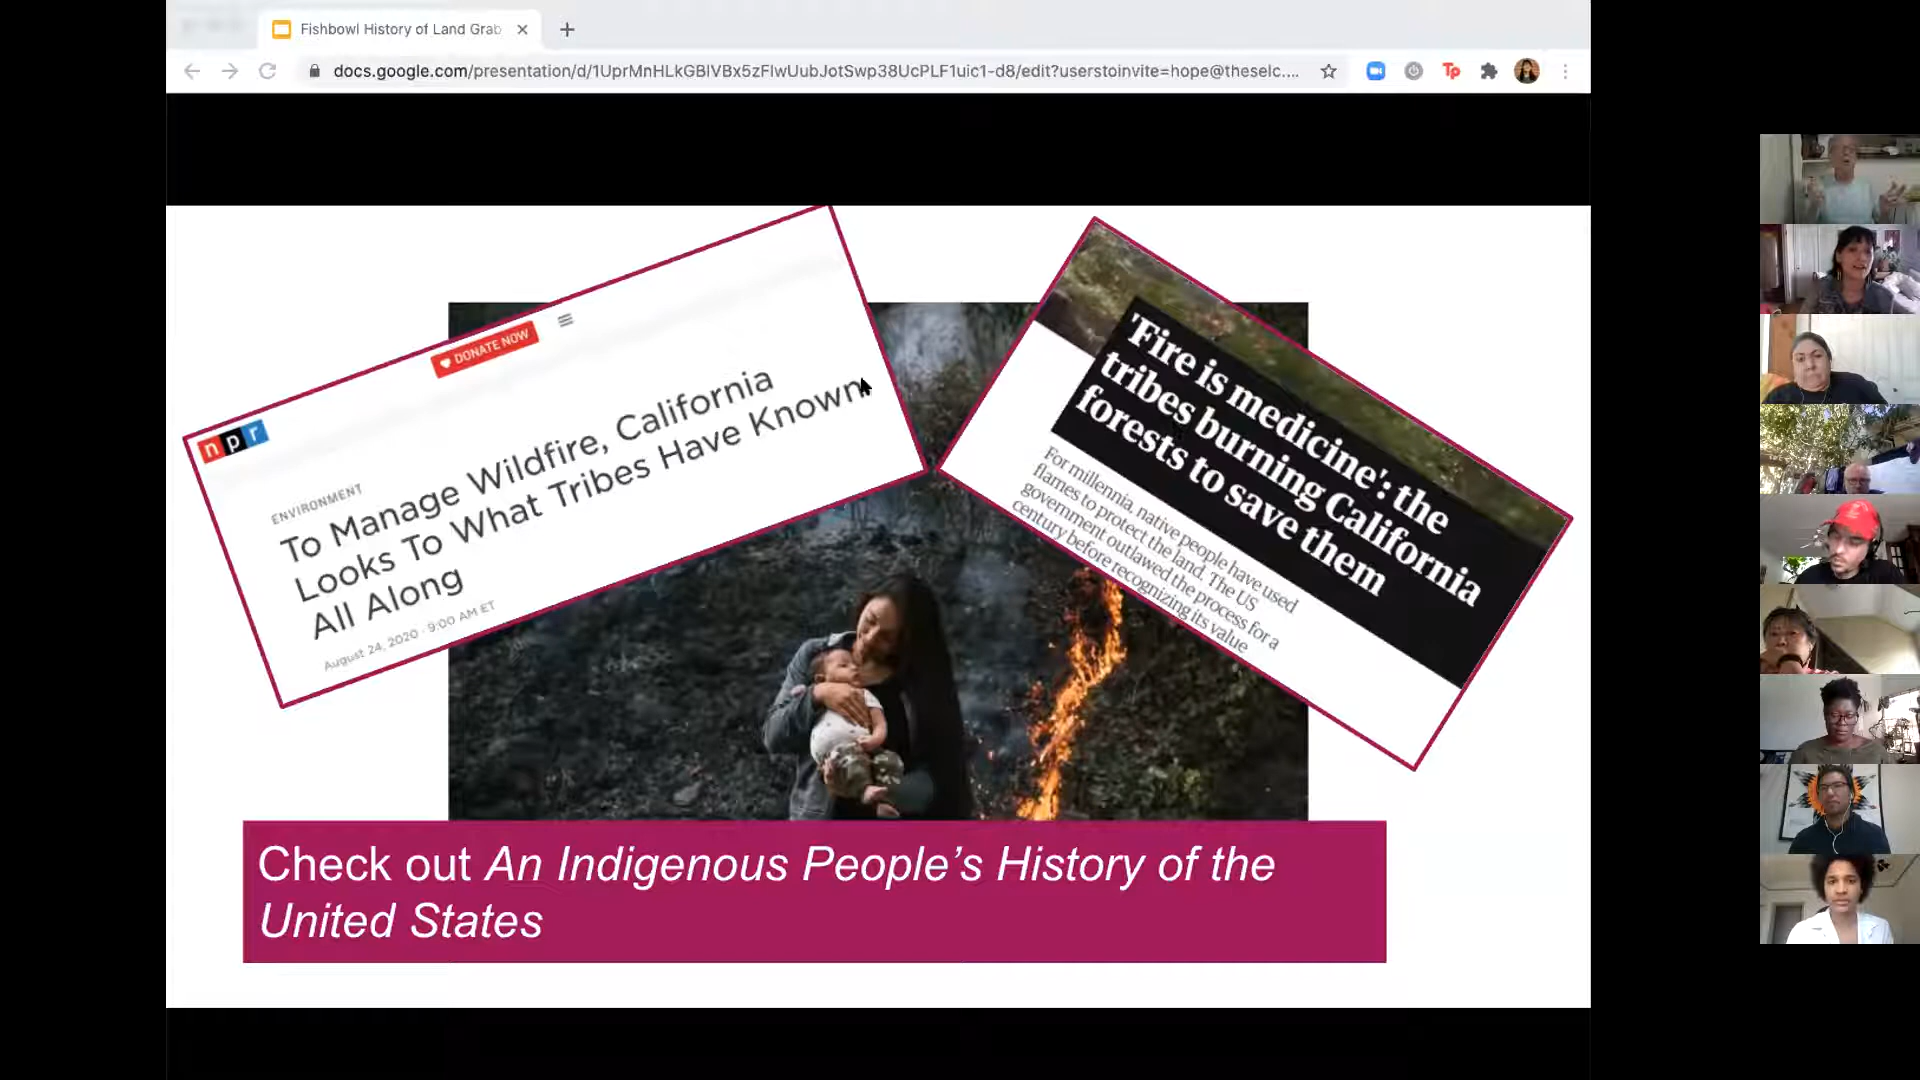 Fishbowl History of Land Grab
docs.google.com/presentation/d/1UprMnHLkGBlVBx5zFlwUubJotSwp38UcPLF1uic1-d8/edit?userstoinvite=hope@theselc....
Tp
DONATE NOW
npr
ENVIRONMENT
To Manage Wildfire, California
Looks To What Tribes Have Known
All Along
August 24, 2020 · 9:00 AM ET
'Fire is medicine': the
tribes burning California
forests to save them
For millennia, native people have used
flames to protect the land. The US
government outlawed the process for a
century before recognizing its value
Check out An Indigenous People’s History of the
United States